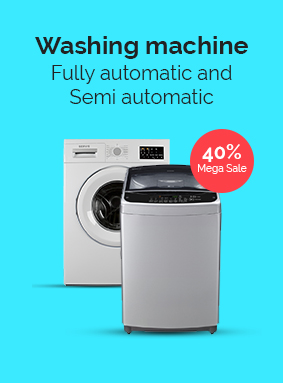 Washing machine
Fully automatic and
Semi automatic
40%
Mega Sale